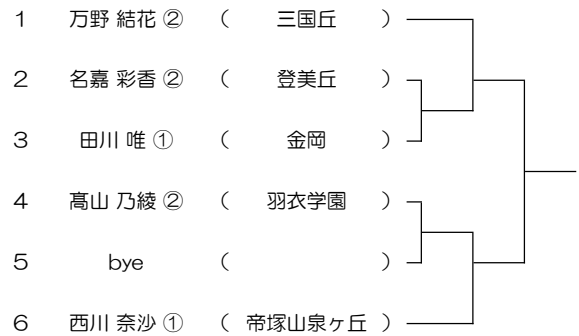 1 万野 結花 ② （ 三国丘 ）
2 名嘉 彩香 ② （ 登美丘 ）
3 田川 唯 ① （ 金岡 ）
4 髙山 乃綾 ② （ 羽衣学園 ）
5 bye （ ）
6 西川 奈沙 ① （ 帝塚山泉ヶ丘 ）